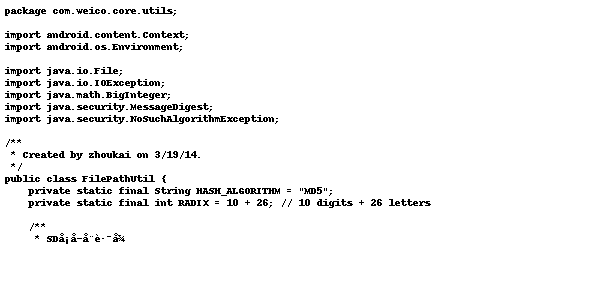 package com.weico.core.utils;
import android.content.Context;
import android.os.Environment;
import java.io.File;
import java.io.IOException;
import java.math.BigInteger;
import java.security.MessageDigest;
import java.security.NoSuchAlgorithmException;
/**
 * Created by zhoukai on 3/19/14.
 */
public class FilePathUtil {
    private static final String HASH_ALGORITHM = "MD5";
    private static final int RADIX = 10 + 26; // 10 digits + 26 letters
    /**
     * SDå¡å­å¨è·¯å¾